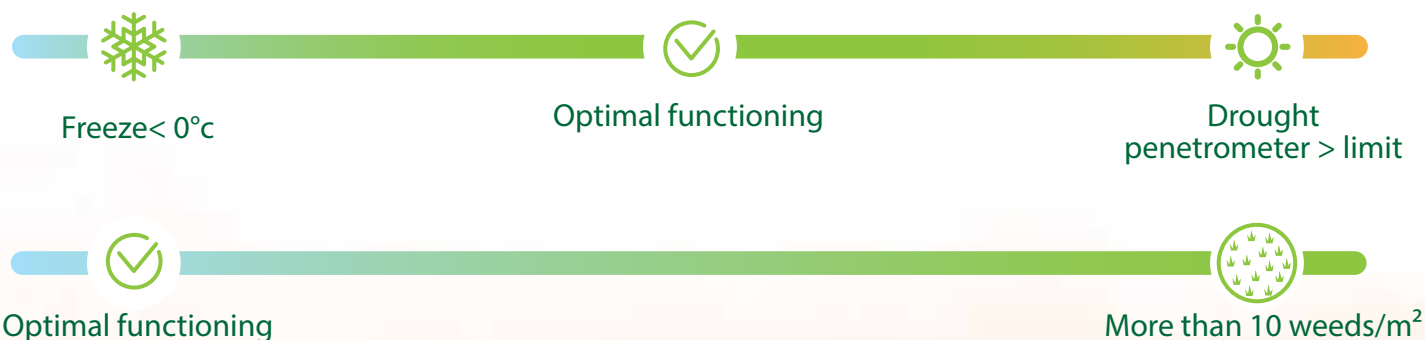 Freeze< 0°c
Optimal functioning
Drought
penetrometer > limit
Optimal functioning
More than 10 weeds/m²